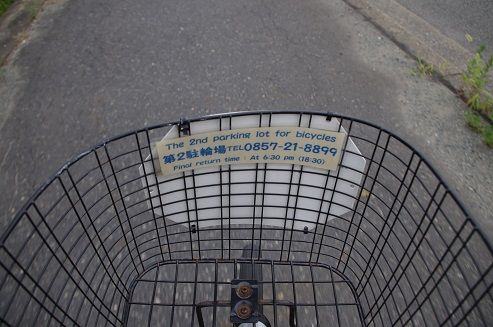 The 2nd parking lot for bicycles
第2駐輪場TEL0857-21-8899
Final return time : At 6:30 pm (18:30)